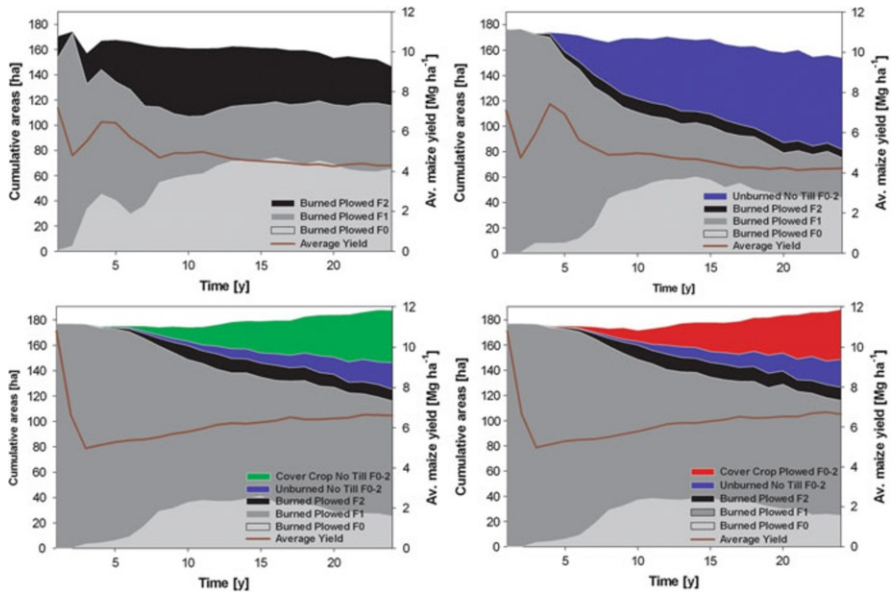 180
160
140
120
100
80
60
40
20
0
Cumulative areas [ha]
12
10
8
6
4
2
0
Av. maize yield [Mg ha⁻¹]
Burned Plowed F2
Burned Plowed F1
Burned Plowed F0
Average Yield
5 10 15 20
Time [y]
180
160
140
120
100
80
60
40
20
0
Cumulative areas [ha]
12
10
8
6
4
2
0
Av. maize yield [Mg ha⁻¹]
Unburned No Till F0-2
Burned Plowed F2
Burned Plowed F1
Burned Plowed F0
Average Yield
5 10 15 20
Time [y]
180
160
140
120
100
80
60
40
20
0
Cumulative areas [ha]
12
10
8
6
4
2
0
Av. maize yield [Mg ha⁻¹]
Cover Crop No Till F0-2
Unburned No Till F0-2
Burned Plowed F2
Burned Plowed F1
Burned Plowed F0
Average Yield
5 10 15 20
Time [y]
180
160
140
120
100
80
60
40
20
0
Cumulative areas [ha]
12
10
8
6
4
2
0
Av. maize yield [Mg ha⁻¹]
Cover Crop Plowed F0-2
Unburned No Till F0-2
Burned Plowed F2
Burned Plowed F1
Burned Plowed F0
Average Yield
5 10 15 20
Time [y]